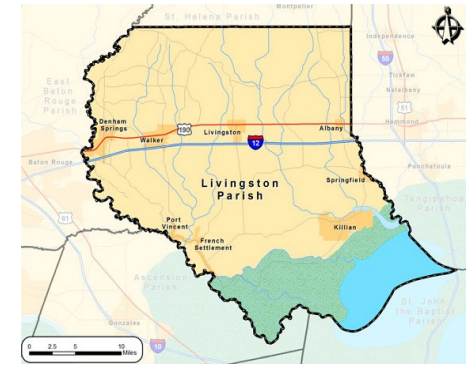 Montpelier
St. Helena Parish
Independence
55
Tickfaw
Natalbany
East
Baton
Rouge
Parish
51
Denham
Springs
190
Walker
Livingston
Albany
Hammond
12
Baton Rouge
Ponchatoula
Livingston
Parish
Springfield
Tangipahoa
Parish
61
Port
Vincent
Killian
French
Settlement
Ascension
Parish
St. John
the Baptist
Parish
Gonzales
10
0 2.5 5 10
Miles